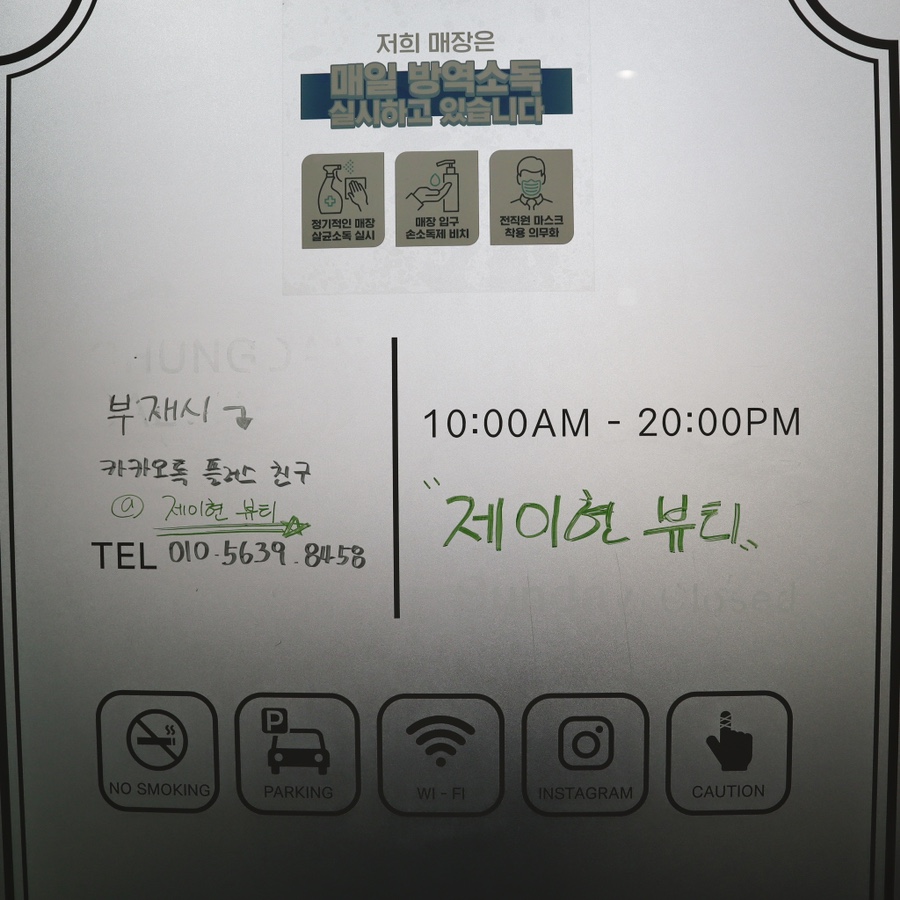 저희 매장은
매일 방역소독
실시하고 있습니다
정기적인 매장
살균소독 실시
매장 입구
손소독제 비치
전직원 마스크
착용 의무화
부재시
카카오톡 플러스 친구
@ 제이현 뷰티
TEL 010-5639.8458
10:00AM - 20:00PM
"제이현 뷰티"
Sunday Closed
NO SMOKING
P
PARKING
WI-FI
INSTAGRAM
CAUTION